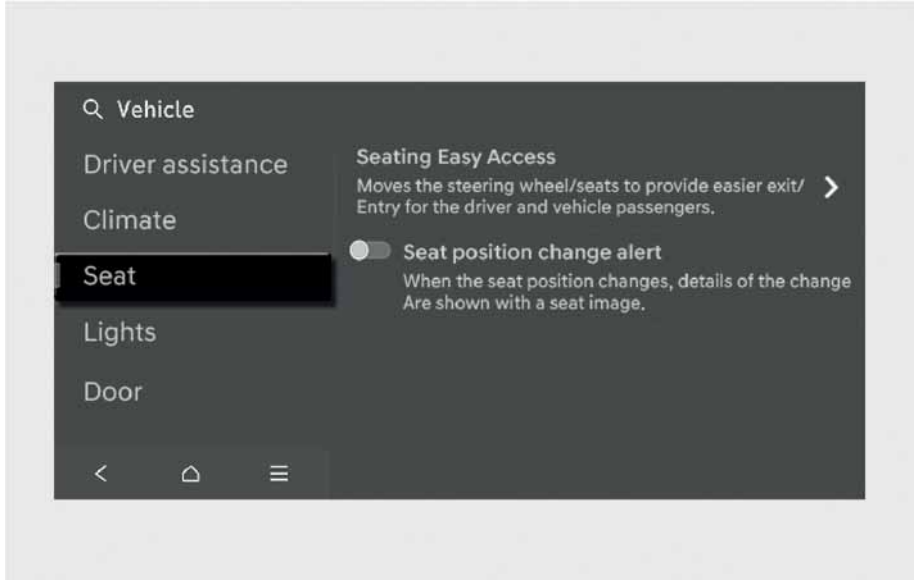 Vehicle
Driver assistance
Climate
Seat
Lights
Door
Seating Easy Access
Moves the steering wheel/seats to provide easier exit/
Entry for the driver and vehicle passengers.
Seat position change alert
When the seat position changes, details of the change
Are shown with a seat image.